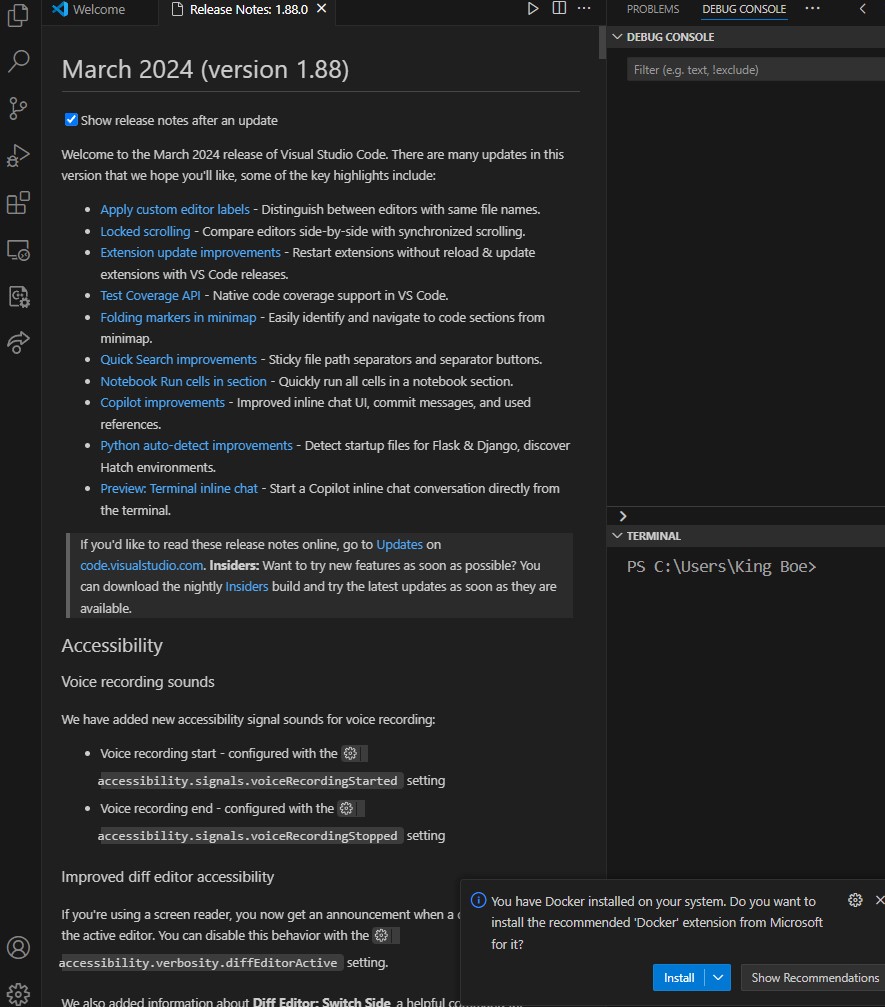 Welcome
Release Notes: 1.88.0
March 2024 (version 1.88)
Show release notes after an update
Welcome to the March 2024 release of Visual Studio Code. There are many updates in this
version that we hope you'll like, some of the key highlights include:
• Apply custom editor labels - Distinguish between editors with same file names.
• Locked scrolling - Compare editors side-by-side with synchronized scrolling.
• Extension update improvements - Restart extensions without reload & update
extensions with VS Code releases.
• Test Coverage API - Native code coverage support in VS Code.
• Folding markers in minimap - Easily identify and navigate to code sections from
minimap.
• Quick Search improvements - Sticky file path separators and separator buttons.
• Notebook Run cells in section - Quickly run all cells in a notebook section.
• Copilot improvements - Improved inline chat UI, commit messages, and used
references.
• Python auto-detect improvements - Detect startup files for Flask & Django, discover
Hatch environments.
• Preview: Terminal inline chat - Start a Copilot inline chat conversation directly from
the terminal.
If you'd like to read these release notes online, go to Updates on
code.visualstudio.com. Insiders: Want to try new features as soon as possible? You
can download the nightly Insiders build and try the latest updates as soon as they are
available.
Accessibility
Voice recording sounds
We have added new accessibility signal sounds for voice recording:
• Voice recording start - configured with the
accessibility.signals.voiceRecordingStarted setting
• Voice recording end - configured with the
accessibility.signals.voiceRecordingStopped setting
Improved diff editor accessibility
If you're using a screen reader, you now get an announcement when a
the active editor. You can disable this behavior with the
accessibility.verbosity.diffEditorActive setting.
We also added information about Diff Editor: Switch Side, a helpful
PROBLEMS
DEBUG CONSOLE
DEBUG CONSOLE
Filter (e.g. text, !exclude)
TERMINAL
PS C:\Users\King Boe>
You have Docker installed on your system. Do you want to
install the recommended 'Docker' extension from Microsoft
for it?
Install
Show Recommendations